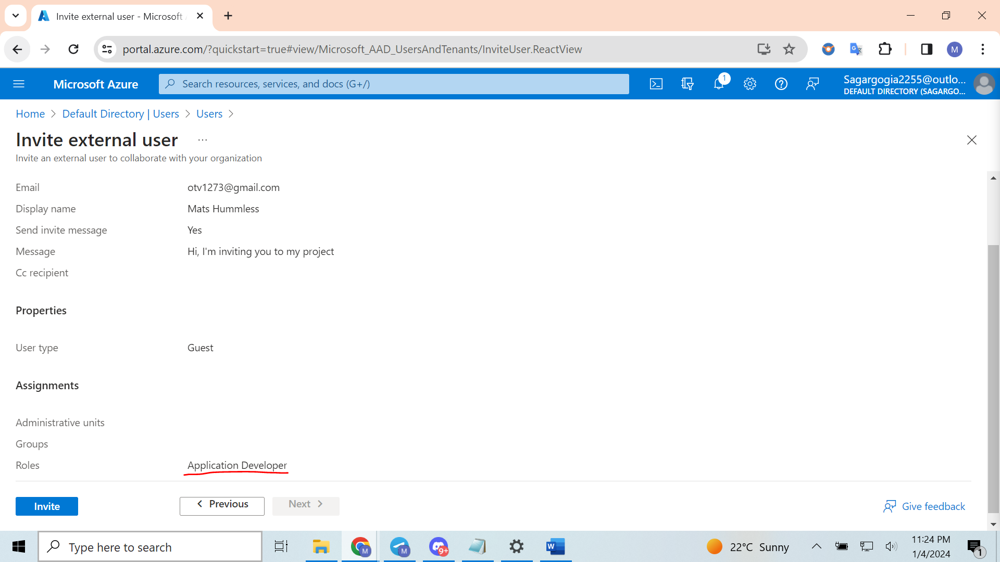 Invite external user - Microsoft
portal.azure.com/?quickstart=true#view/Microsoft_AAD_UsersAndTenants/InviteUser.ReactView
M
Microsoft Azure
Search resources, services, and docs (G+/)
1
Sagargogia2255@outlo...
DEFAULT DIRECTORY (SAGARGO...
Home > Default Directory | Users > Users >
Invite external user ...
Invite an external user to collaborate with your organization
Email otv1273@gmail.com
Display name Mats Hummless
Send invite message Yes
Message Hi, I'm inviting you to my project
Cc recipient
Properties
User type Guest
Assignments
Administrative units
Groups
Roles Application Developer
Invite < Previous Next > Give feedback
Type here to search
M
M
9+
W
22°C Sunny
11:24 PM
1/4/2024
1